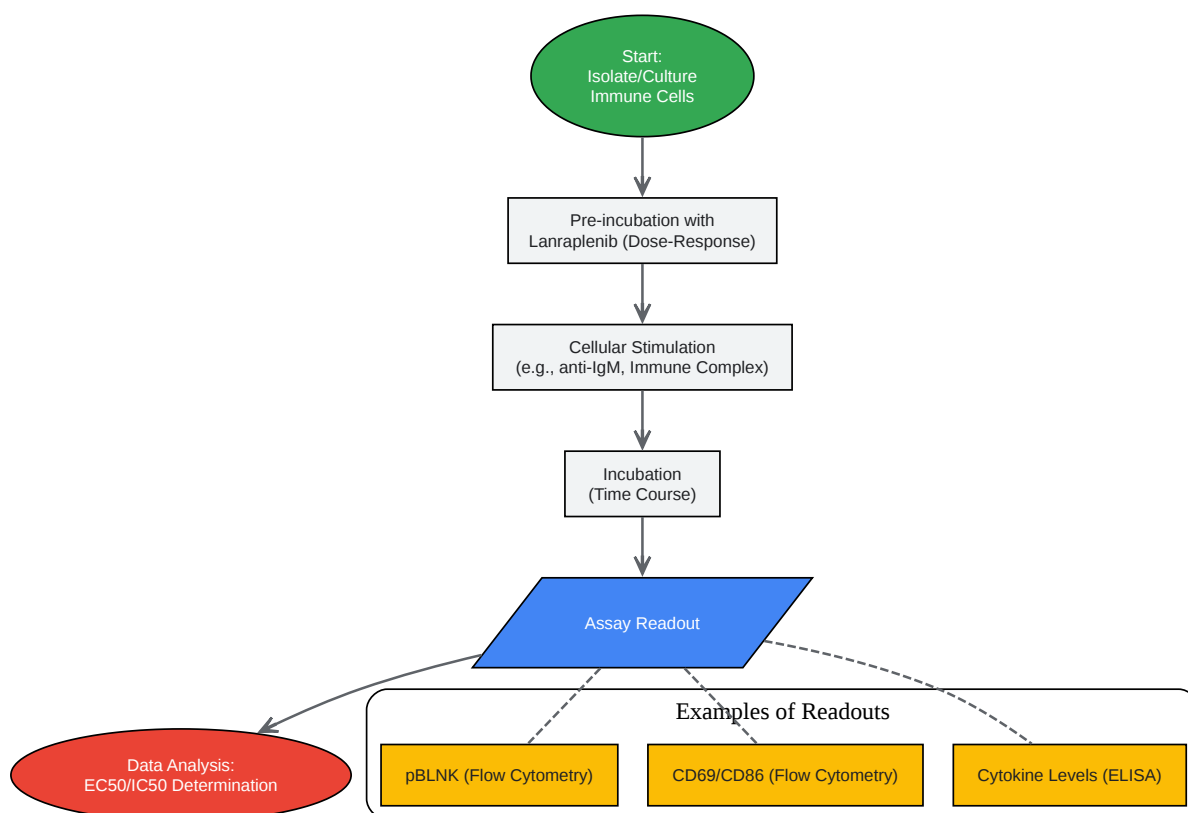 Start:
Isolate/Culture
Immune Cells
Pre-incubation with
Lanraplenib (Dose-Response)
Cellular Stimulation
(e.g., anti-IgM, Immune Complex)
Incubation
(Time Course)
Assay Readout
Examples of Readouts
Data Analysis:
EC50/IC50 Determination
pBLNK (Flow Cytometry)
CD69/CD86 (Flow Cytometry)
Cytokine Levels (ELISA)